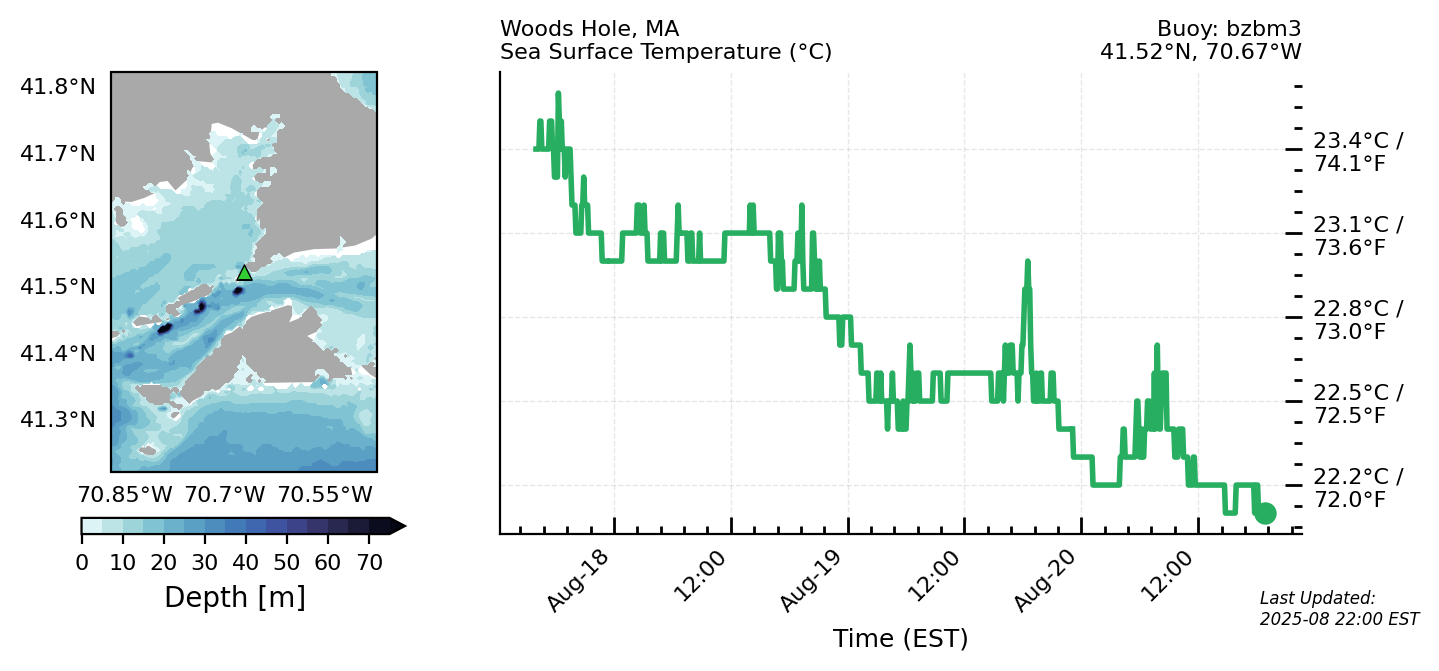 Woods Hole, MA
Sea Surface Temperature (°C)
Buoy: bzbm3
41.52°N, 70.67°W
41.8°N
41.7°N
41.6°N
41.5°N
41.4°N
41.3°N
70.85°W 70.7°W 70.55°W
0 10 20 30 40 50 60 70
Depth [m]
23.4°C /
74.1°F
23.1°C /
73.6°F
22.8°C /
73.0°F
22.5°C /
72.5°F
22.2°C /
72.0°F
Aug-18 12:00 Aug-19 12:00 Aug-20 12:00
Time (EST)
Last Updated:
2025-08 22:00 EST